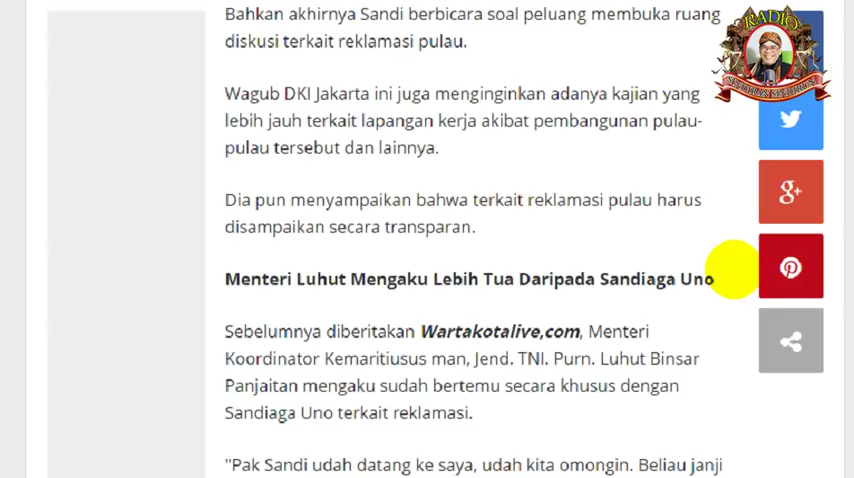 Bahkan akhirnya Sandi berbicara soal peluang membuka ruang
diskusi terkait reklamasi pulau.
RADIO
Wagub DKI Jakarta ini juga menginginkan adanya kajian yang
lebih jauh terkait lapangan kerja akibat pembangunan pulau-
pulau tersebut dan lainnya.
Dia pun menyampaikan bahwa terkait reklamasi pulau harus
disampaikan secara transparan.
Menteri Luhut Mengaku Lebih Tua Daripada Sandiaga Uno
Sebelumnya diberitakan Wartakotalive,com, Menteri
Koordinator Kemaritiusus man, Jend. TNI. Purn. Luhut Binsar
Panjaitan mengaku sudah bertemu secara khusus dengan
Sandiaga Uno terkait reklamasi.
"Pak Sandi udah datang ke saya, udah kita omongin. Beliau janji